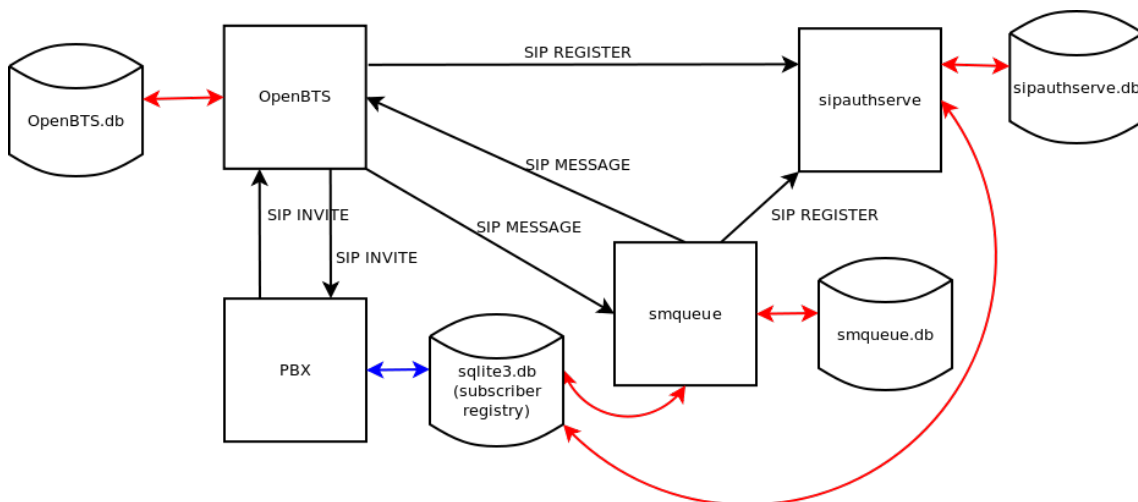 SIP REGISTER
OpenBTS
sipauthserve
sipauthserve.db
OpenBTS.db
SIP MESSAGE
SIP INVITE
SIP MESSAGE
SIP REGISTER
SIP INVITE
smqueue
smqueue.db
PBX
sqlite3.db
(subscriber
registry)